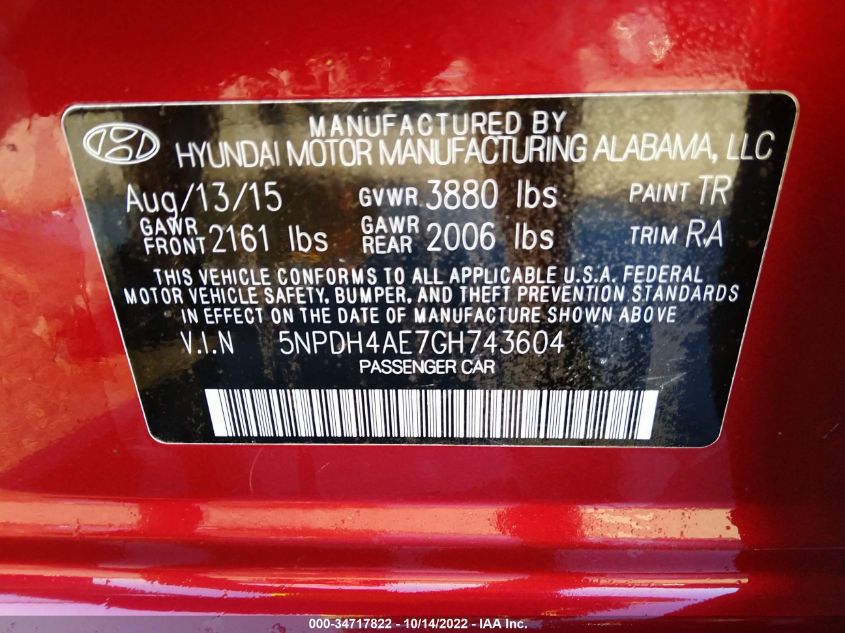 MANUFACTURED BY
HYUNDAI MOTOR MANUFACTURING ALABAMA, LLC
Aug/13/15 GVWR 3880 lbs PAINT TR
GAWR FRONT 2161 lbs GAWR REAR 2006 lbs TRIM RA
THIS VEHICLE CONFORMS TO ALL APPLICABLE U.S.A. FEDERAL
MOTOR VEHICLE SAFETY, BUMPER, AND THEFT PREVENTION STANDARDS
IN EFFECT ON THE DATE OF MANUFACTURE SHOWN ABOVE.
V.I.N 5NPDH4AE7GH743604
PASSENGER CAR
000-34717822 - 10/14/2022 - IAA Inc.